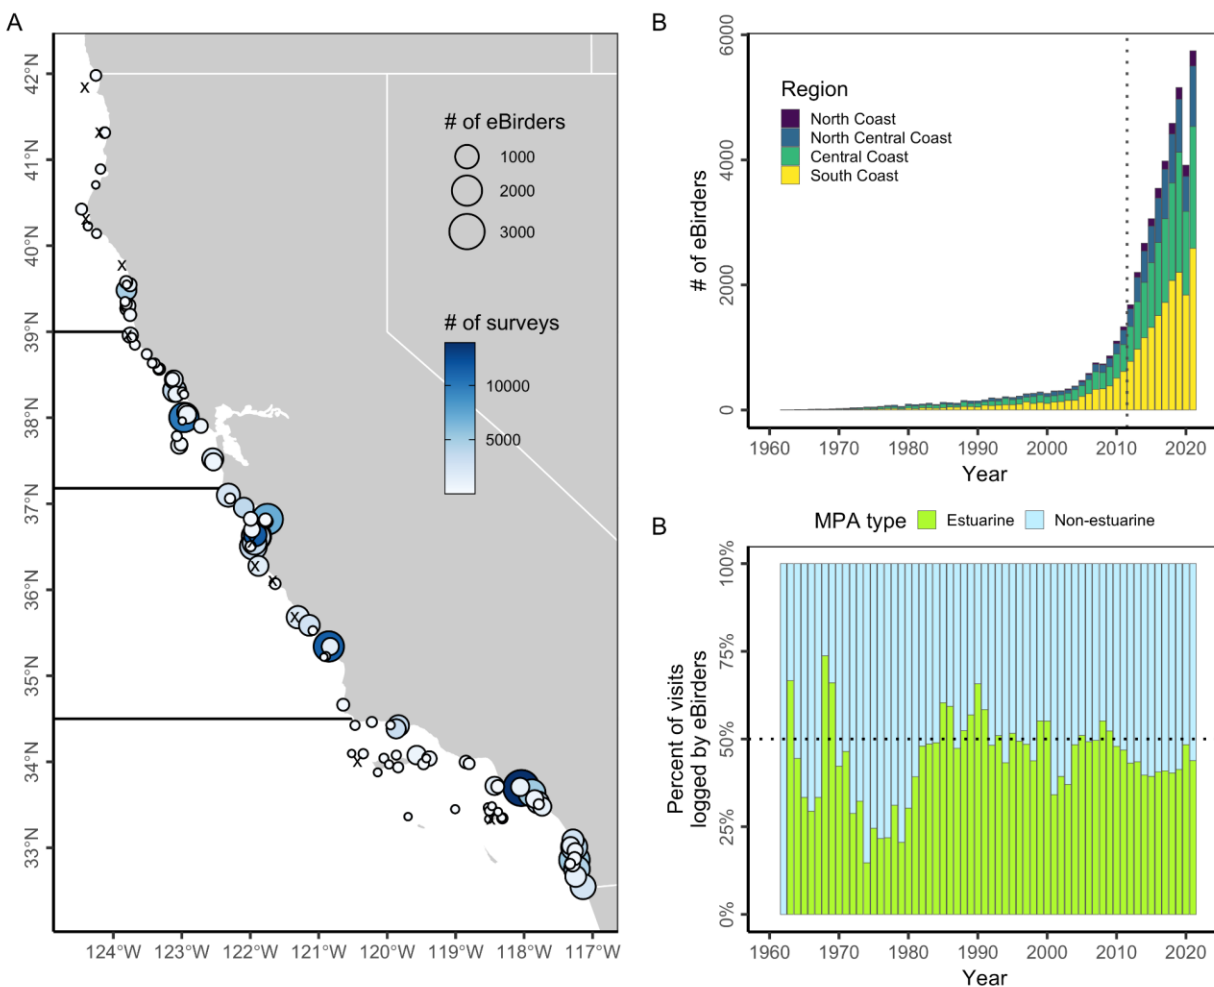 A
42°N
41°N
40°N
39°N
38°N
37°N
36°N
35°N
34°N
33°N
124°W
123°W
122°W
121°W
120°W
119°W
118°W
117°W
# of eBirders
1000
2000
3000
# of surveys
10000
5000
X
X
X
X
X
X
X
X
X
X
X
X
B
# of eBirders
6000
4000
2000
0
Region
North Coast
North Central Coast
Central Coast
South Coast
1960
1970
1980
1990
2000
2010
2020
Year
B
MPA type
Estuarine
Non-estuarine
Percent of visits
logged by eBirders
100%
75%
50%
25%
0%
1960
1970
1980
1990
2000
2010
2020
Year